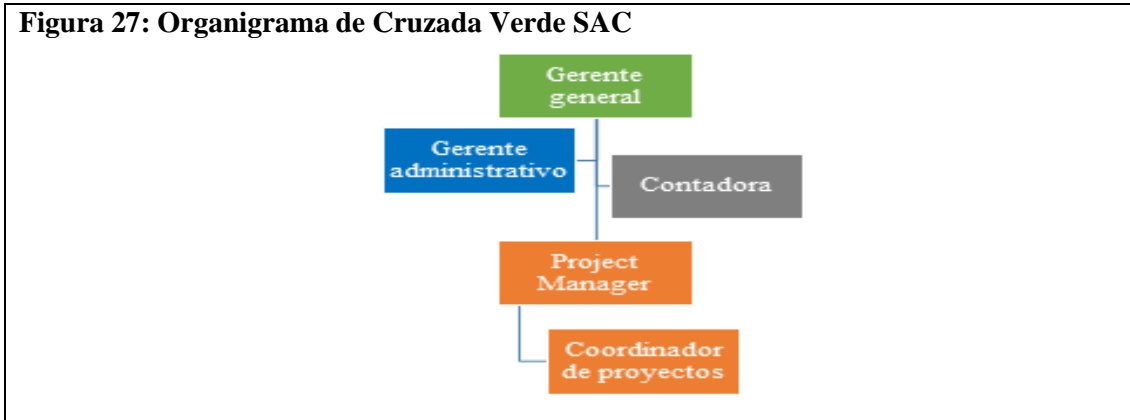 Figura 27: Organigrama de Cruzada Verde SAC
Gerente
general
Gerente
administrativo
Contadora
Project
Manager
Coordinador
de proyectos